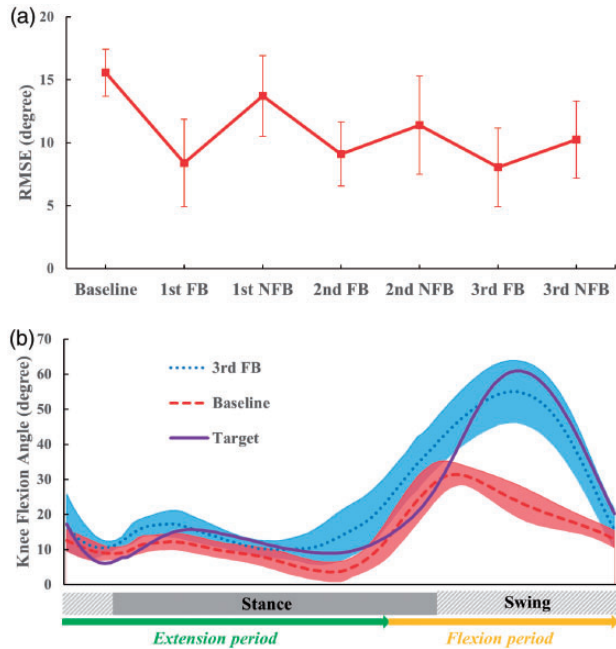 (a)
20
15
10
5
0
RMSE (degree)
Baseline 1st FB 1st NFB 2nd FB 2nd NFB 3rd FB 3rd NFB
(b)
70
60
50
40
30
20
10
0
Knee Flexion Angle (degree)
3rd FB
Baseline
Target
Stance Swing
Extension period Flexion period